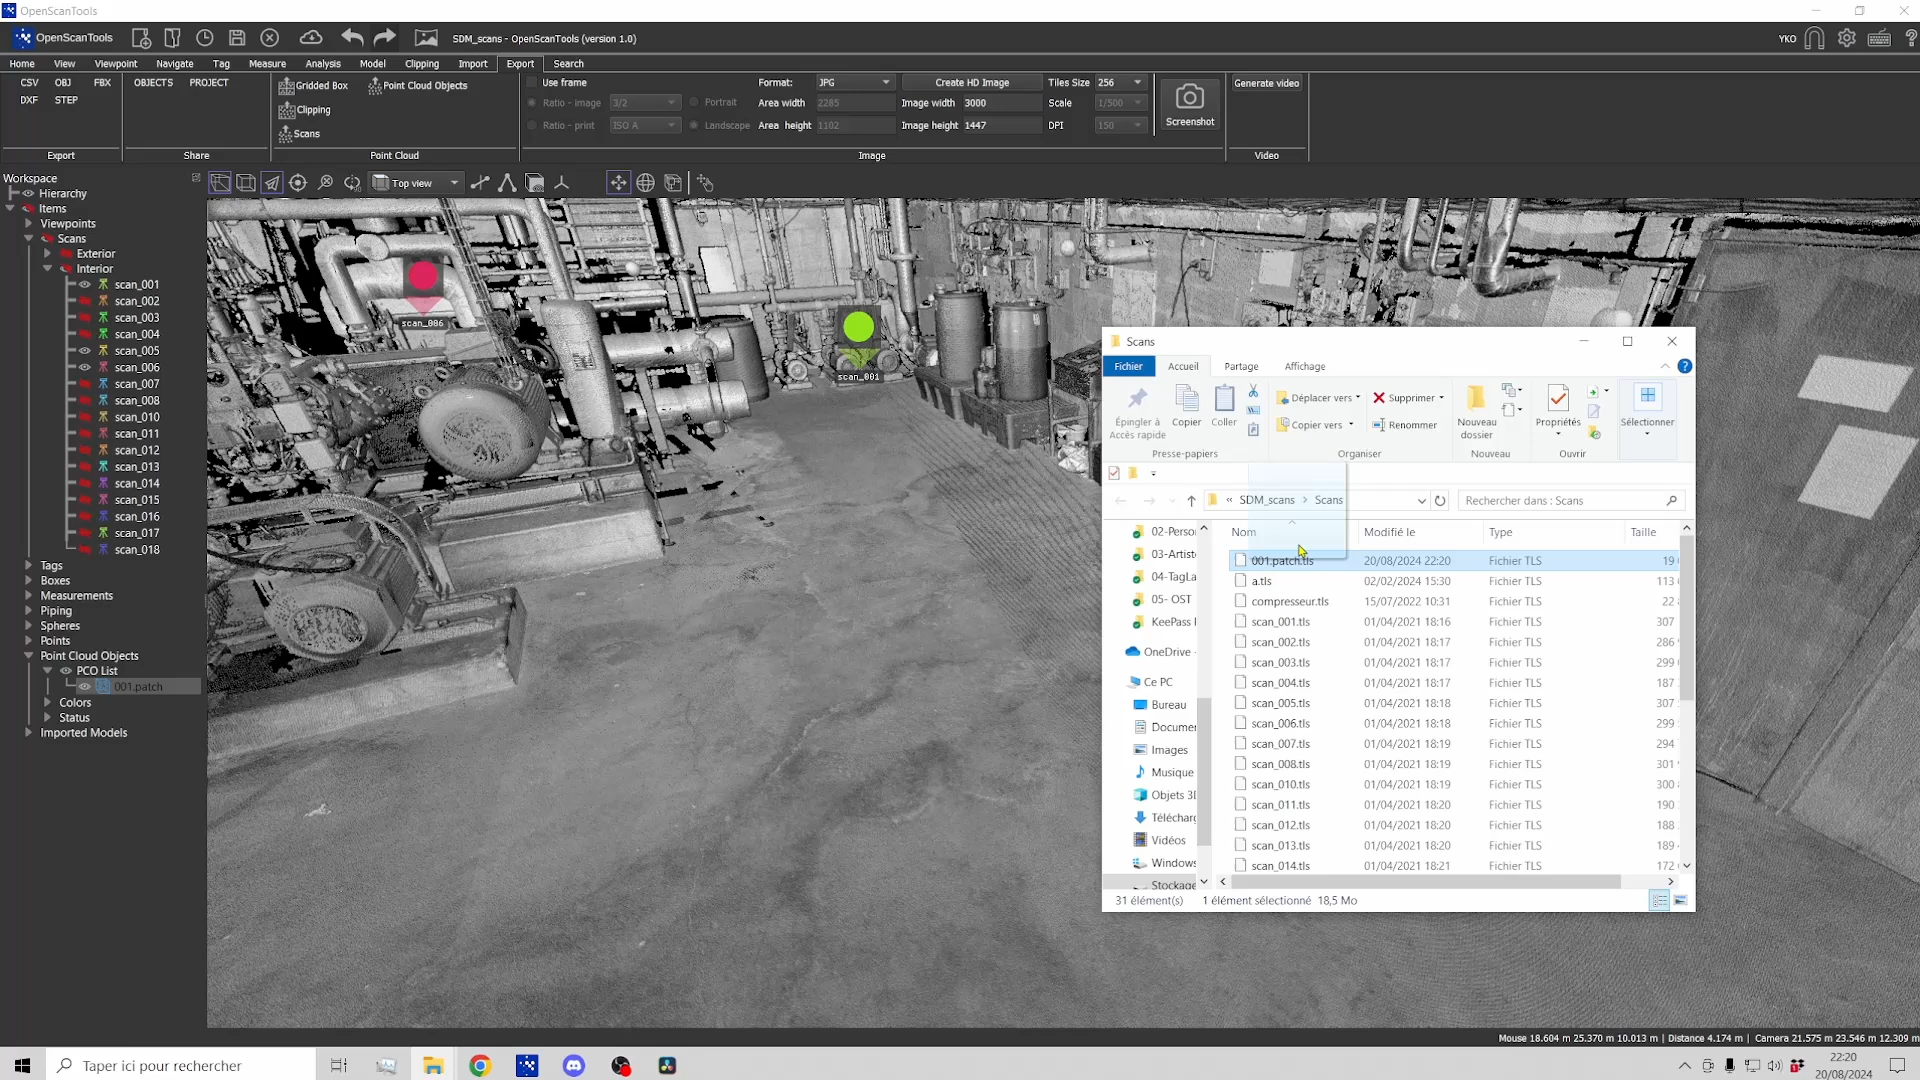 OpenScanTools
OpenScanTools
SDM_scans - OpenScanTools (version 1.0)
YKO
Home View Viewpoint Navigate Tag Measure Analysis Model Clipping Import Export Search
CSV OBJ FBX
DXF STEP
Export
OBJECTS PROJECT
Share
Gridded Box Point Cloud Objects
Clipping
Scans
Point Cloud
Use frame Format: JPG Create HD Image Tiles Size 256
Ratio - image 3/2 Portrait Area width 2285 Image width 3000 Scale 1/500
Ratio - print ISO A Landscape Area height 1102 Image height 1447 DPI 150
Image
Screenshot
Generate video
Video
Top view
Workspace
Hierarchy
Items
Viewpoints
Scans
Exterior
Interior
scan_001
scan_002
scan_003
scan_004
scan_005
scan_006
scan_007
scan_008
scan_010
scan_011
scan_012
scan_013
scan_014
scan_015
scan_016
scan_017
scan_018
Tags
Boxes
Measurements
Piping
Spheres
Points
Point Cloud Objects
PCO List
001.patch
Colors
Status
Imported Models
scan_006
scan_001
Scans
Fichier Accueil Partage Affichage
Épingler à
Accès rapide
Copier
Coller
Presse-papiers
Déplacer vers
Copier vers
Supprimer
Renommer
Organiser
Nouveau
dossier
Nouveau
Propriétés
Ouvrir
Sélectionner
« SDM_scans > Scans
Rechercher dans : Scans
02-Perso
03-Artist
04-TagLa
05- OST
KeePass
OneDrive -
Ce PC
Bureau
Documer
Images
Musique
Objets 3D
Téléchar
Vidéos
Windows
Stockage
Nom Modifié le Type Taille
001.patch.tls 20/08/2024 22:20 Fichier TLS 19
a.tls 02/02/2024 15:30 Fichier TLS 113
compresseur.tls 15/07/2022 10:31 Fichier TLS 22
scan_001.tls 01/04/2021 18:16 Fichier TLS 307
scan_002.tls 01/04/2021 18:17 Fichier TLS 286
scan_003.tls 01/04/2021 18:17 Fichier TLS 299
scan_004.tls 01/04/2021 18:17 Fichier TLS 187
scan_005.tls 01/04/2021 18:18 Fichier TLS 307
scan_006.tls 01/04/2021 18:18 Fichier TLS 299
scan_007.tls 01/04/2021 18:19 Fichier TLS 294
scan_008.tls 01/04/2021 18:19 Fichier TLS 301
scan_010.tls 01/04/2021 18:19 Fichier TLS 300
scan_011.tls 01/04/2021 18:20 Fichier TLS 190
scan_012.tls 01/04/2021 18:20 Fichier TLS 188
scan_013.tls 01/04/2021 18:20 Fichier TLS 189
scan_014.tls 01/04/2021 18:21 Fichier TLS 172
31 élément(s) 1 élément sélectionné 18,5 Mo
Mouse 18.604 m 25.370 m 10.013 m | Distance 4.174 m | Camera 21.575 m 23.546 m 12.309 m
Taper ici pour rechercher
22:20
20/08/2024